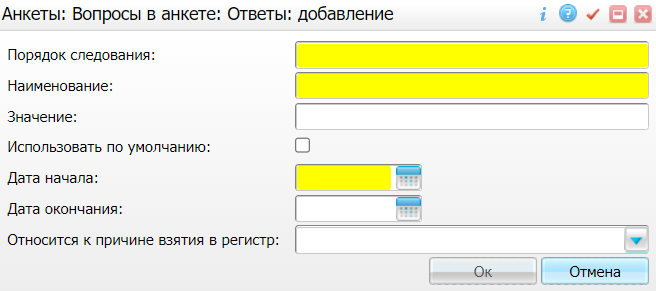 Анкеты: Вопросы в анкете: Ответы: добавление
Порядок следования:
Наименование:
Значение:
Использовать по умолчанию:
Дата начала:
Дата окончания:
Относится к причине взятия в регистр:
Ок Отмена